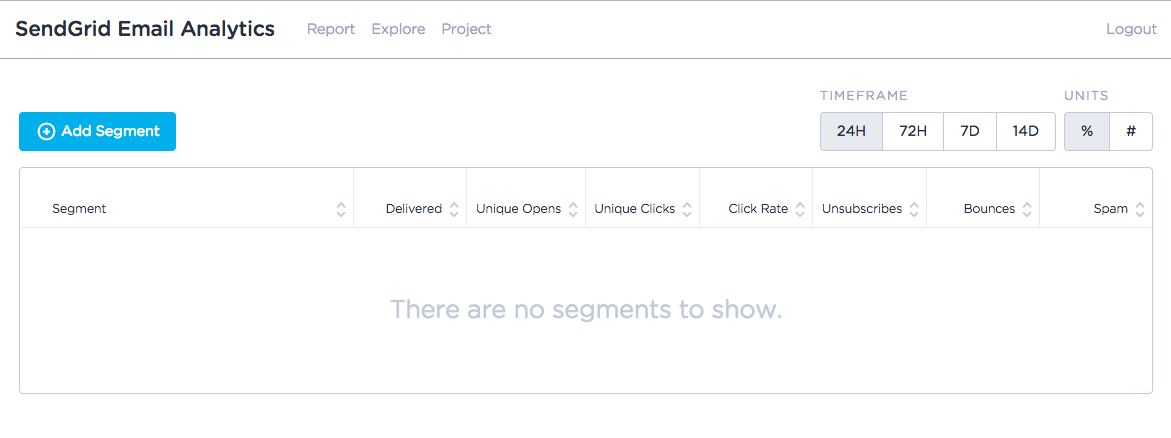 SendGrid Email Analytics Report Explore Project Logout
TIMEFRAME UNITS
Add Segment 24H 72H 7D 14D % #
Segment Delivered Unique Opens Unique Clicks Click Rate Unsubscribes Bounces Spam
There are no segments to show.